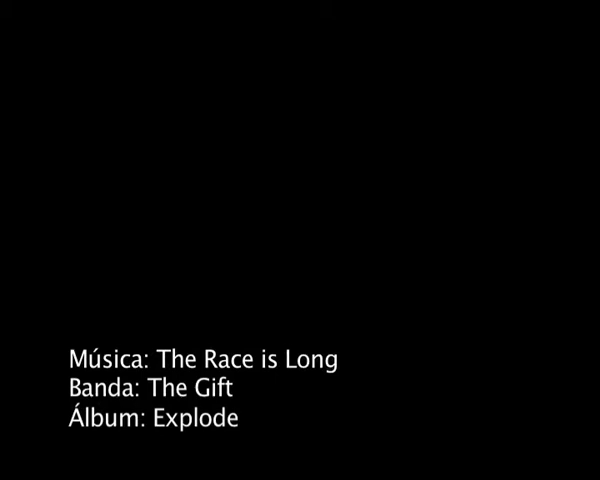 Música: The Race is Long
Banda: The Gift
Álbum: Explode